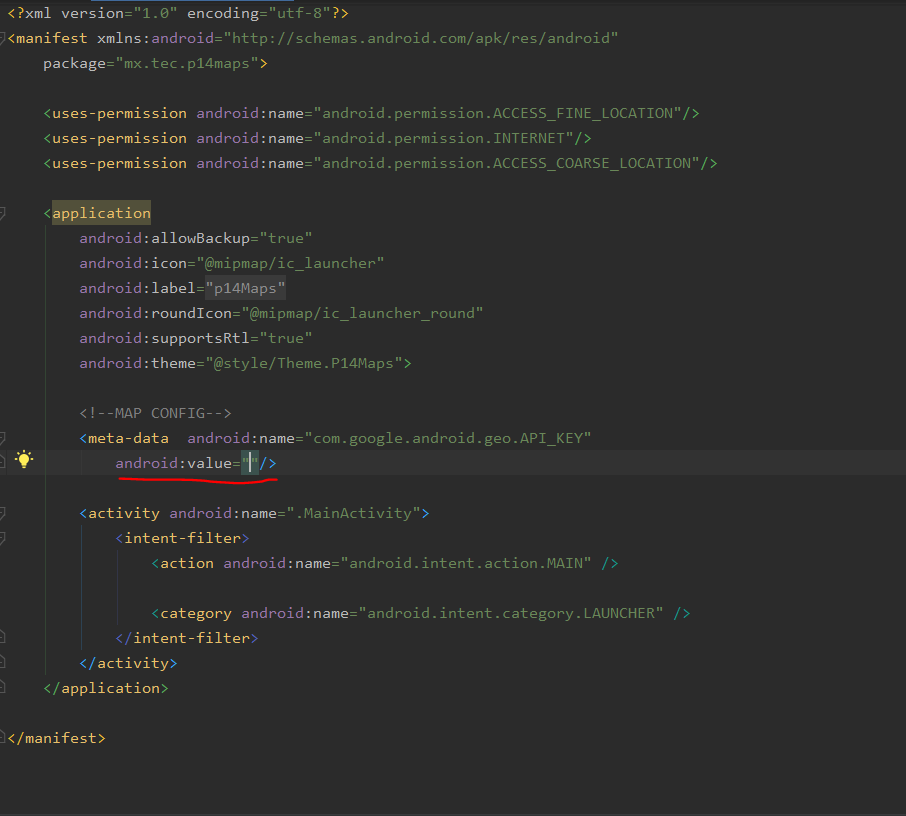 <?xml version="1.0" encoding="utf-8"?>
<manifest xmlns:android="http://schemas.android.com/apk/res/android"
    package="mx.tec.p14maps">
    <uses-permission android:name="android.permission.ACCESS_FINE_LOCATION"/>
    <uses-permission android:name="android.permission.INTERNET"/>
    <uses-permission android:name="android.permission.ACCESS_COARSE_LOCATION"/>
    <application
        android:allowBackup="true"
        android:icon="@mipmap/ic_launcher"
        android:label="p14Maps"
        android:roundIcon="@mipmap/ic_launcher_round"
        android:supportsRtl="true"
        android:theme="@style/Theme.P14Maps">
        <!--MAP CONFIG-->
        <meta-data  android:name="com.google.android.geo.API_KEY"
            android:value=""/>
        <activity android:name=".MainActivity">
            <intent-filter>
                <action android:name="android.intent.action.MAIN" />
                <category android:name="android.intent.category.LAUNCHER" />
            </intent-filter>
        </activity>
    </application>
</manifest>